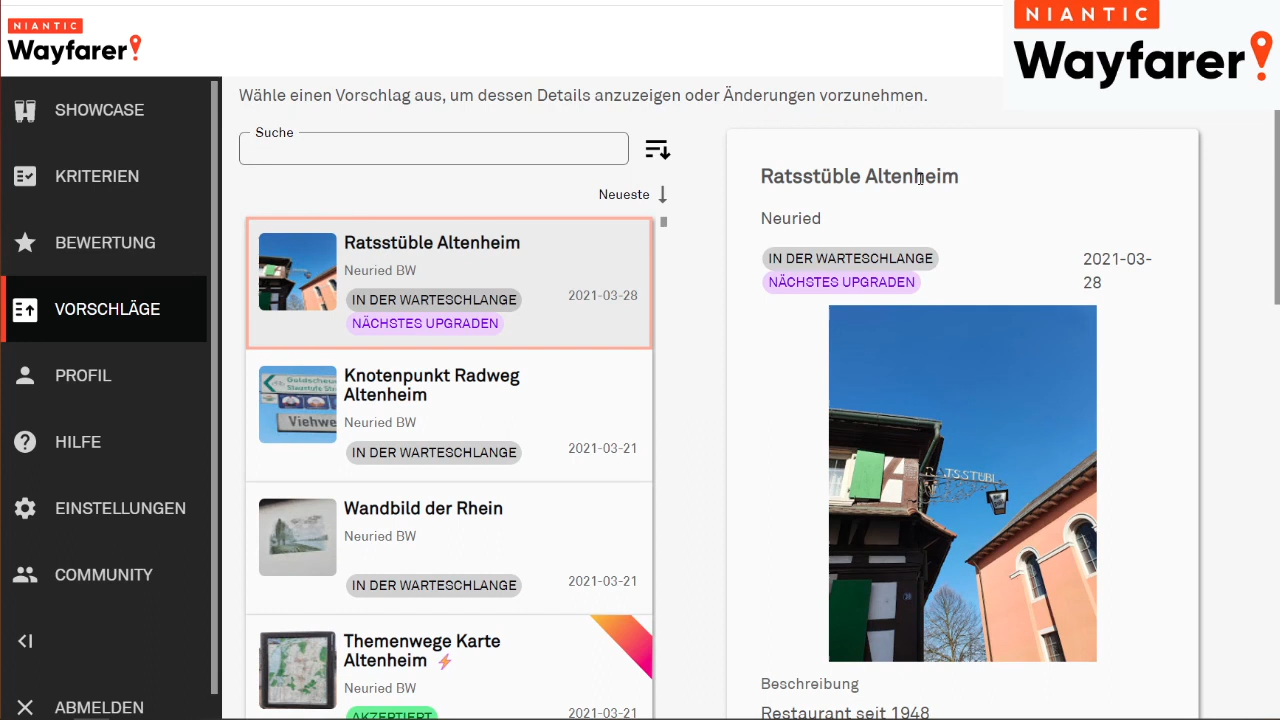 NIANTIC
Wayfarer
NIANTIC
Wayfarer
SHOWCASE
KRITERIEN
BEWERTUNG
VORSCHLÄGE
PROFIL
HILFE
EINSTELLUNGEN
COMMUNITY
ABMELDEN
Wähle einen Vorschlag aus, um dessen Details anzuzeigen oder Änderungen vorzunehmen.
Suche
Neueste
Ratsstüble Altenheim
Neuried BW
IN DER WARTESCHLANGE
2021-03-28
NÄCHSTES UPGRADEN
Knotenpunkt Radweg
Altenheim
Neuried BW
IN DER WARTESCHLANGE
2021-03-21
Wandbild der Rhein
Neuried BW
IN DER WARTESCHLANGE
2021-03-21
Themenwege Karte
Altenheim
Neuried BW
AKZEPTIERT
2021-03-21
Ratsstüble Altenheim
Neuried
IN DER WARTESCHLANGE
NÄCHSTES UPGRADEN
2021-03-
28
Beschreibung
Restaurant seit 1948